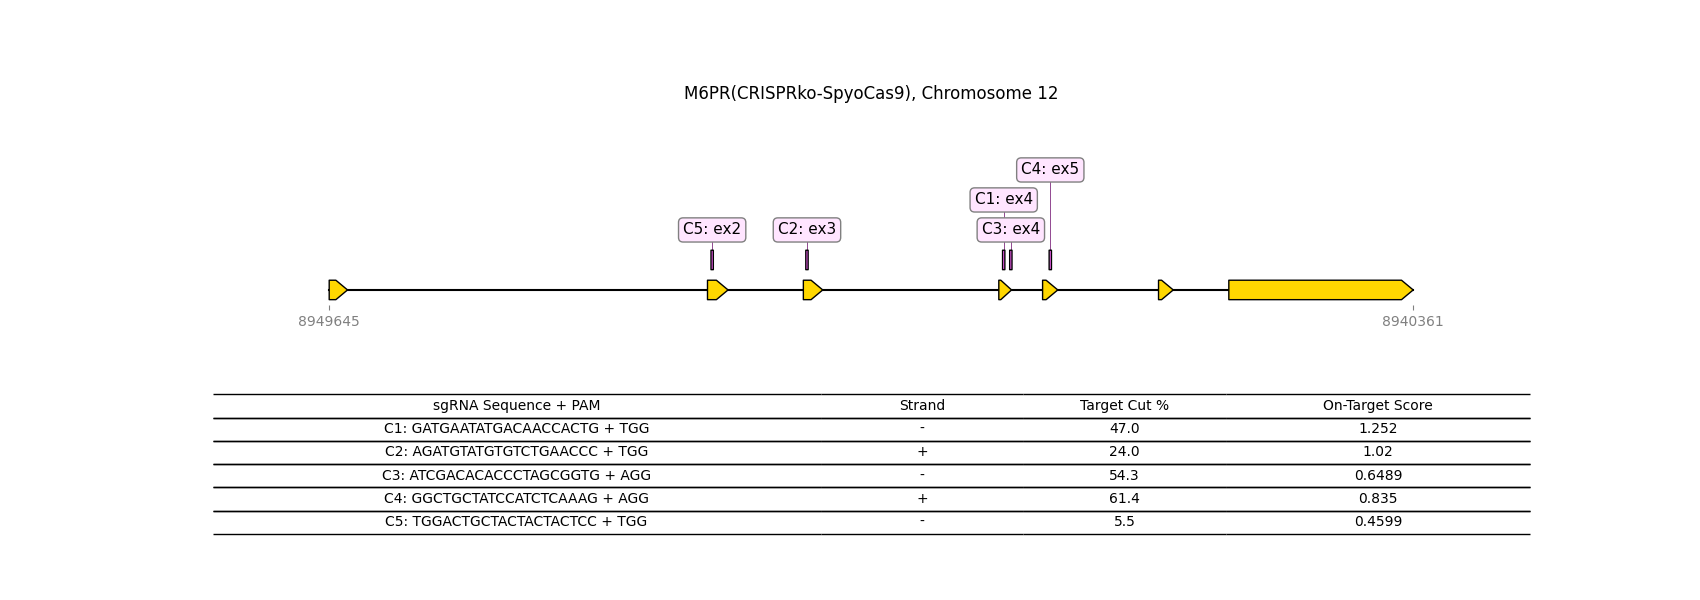 M6PR(CRISPRko-SpyoCas9), Chromosome 12
C4: ex5
C1: ex4
C5: ex2 C2: ex3 C3: ex4
8949645 8940361
sgRNA Sequence + PAM Strand Target Cut % On-Target Score
C1: GATGAATATGACAACCACTG + TGG - 47.0 1.252
C2: AGATGTATGTGTCTGAACCC + TGG + 24.0 1.02
C3: ATCGACACACCCTAGCGGTG + AGG - 54.3 0.6489
C4: GGCTGCTATCCATCTCAAAG + AGG + 61.4 0.835
C5: TGGACTGCTACTACTACTCC + TGG - 5.5 0.4599